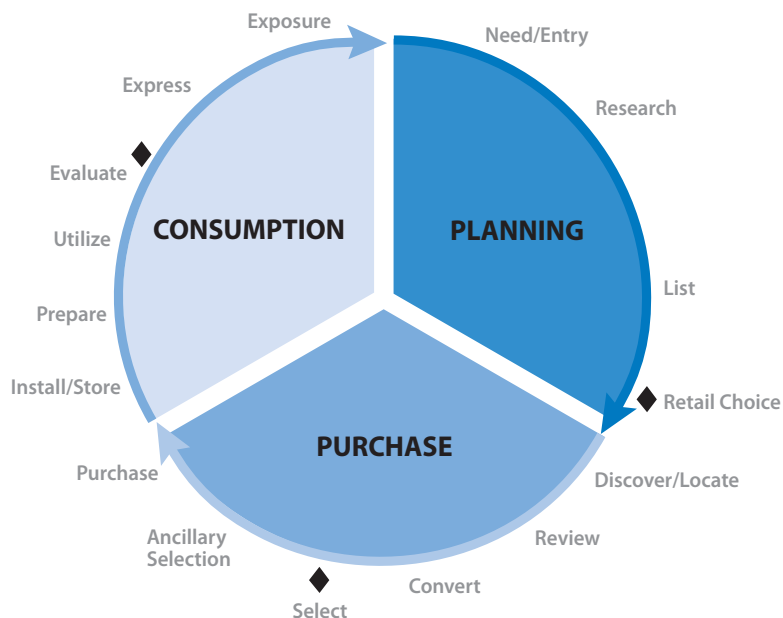 Exposure
Need/Entry
Express
Research
Evaluate
CONSUMPTION
PLANNING
Utilize
List
Prepare
Install/Store
Retail Choice
PURCHASE
Purchase
Discover/Locate
Ancillary
Selection
Review
Convert
Select